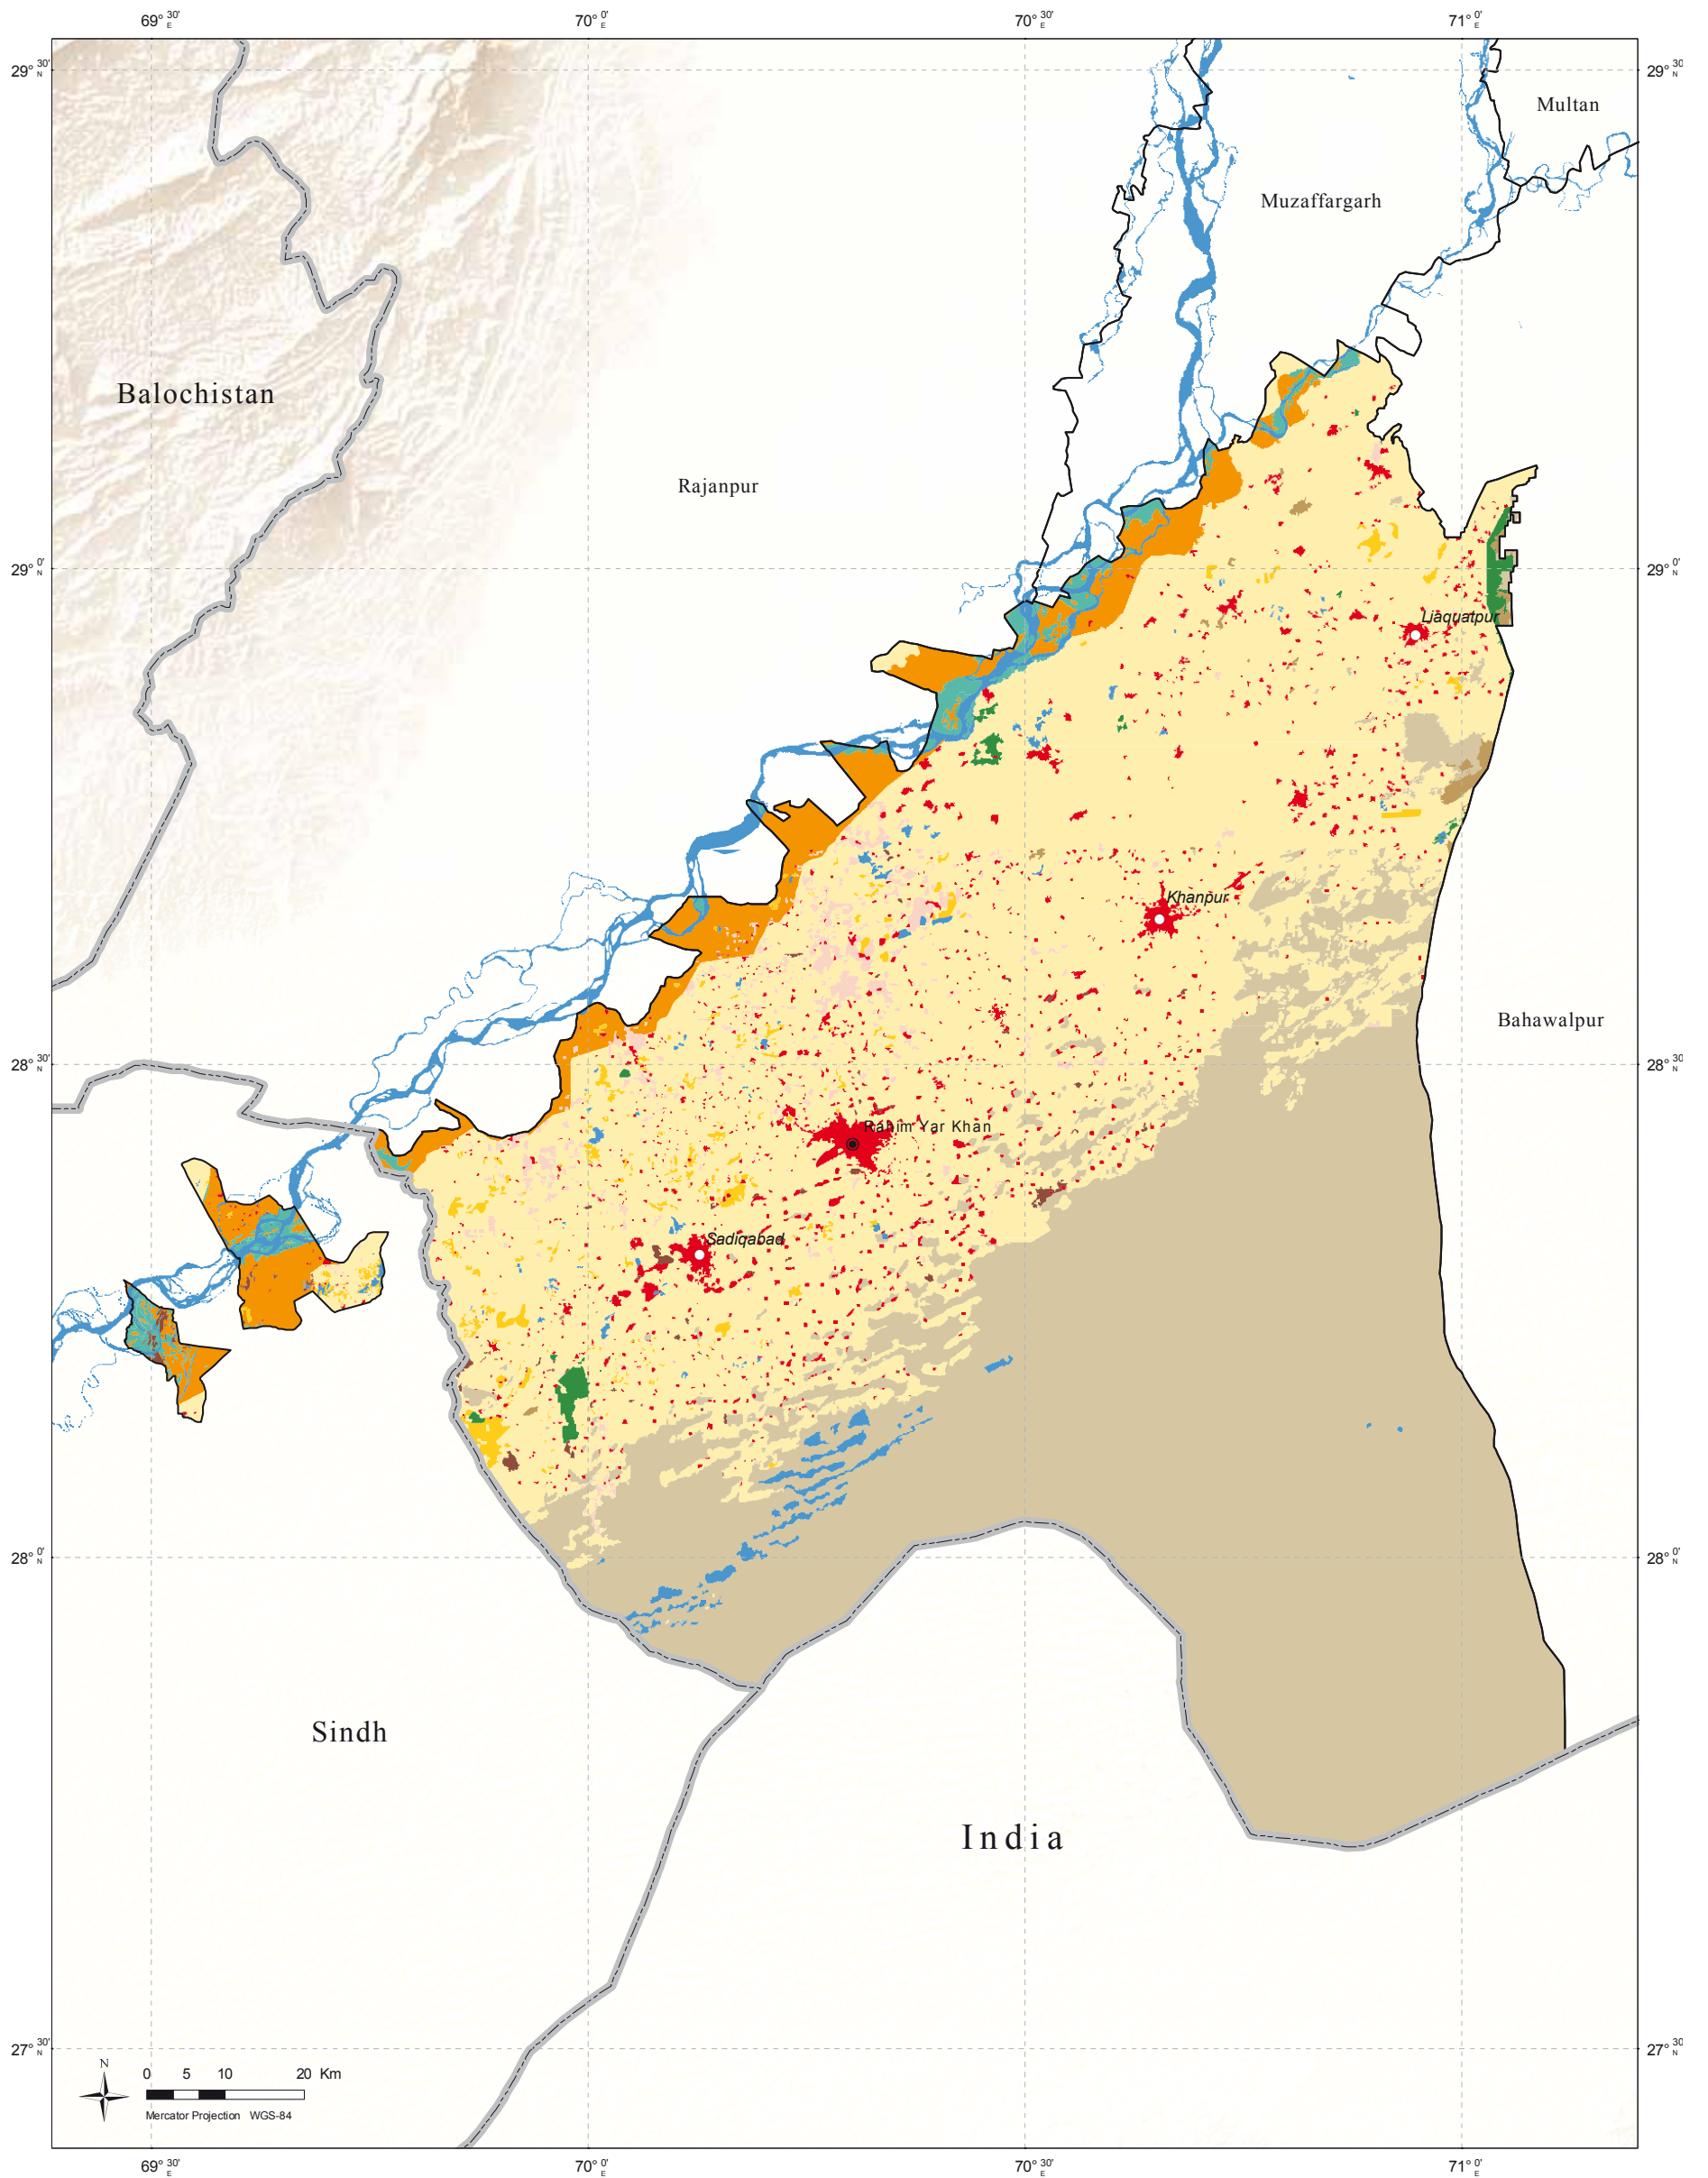 69° 30' E 70° 0' E 70° 30' E 71° 0' E
29° 30' N 29° 30' N
Multan
Muzaffargarh
Balochistan
Rajanpur
29° 0' N 29° 0' N
Liaquatpur
Khanpur
Bahawalpur
28° 30' N 28° 30' N
Rahim Yar Khan
Sadiqabad
28° 0' N 28° 0' N
Sindh
India
27° 30' N 27° 30' N
N
0 5 10 20 Km
Mercator Projection WGS-84
69° 30' E 70° 0' E 70° 30' E 71° 0' E